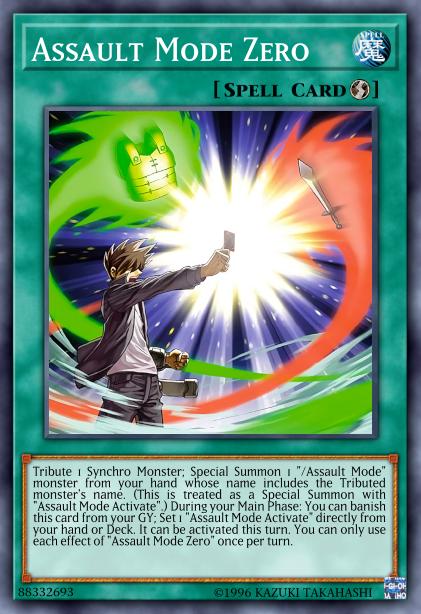 ASSAULT MODE ZERO
SPELL
魔
[SPELL CARD]
Tribute 1 Synchro Monster; Special Summon 1 "/Assault Mode"
monster from your hand whose name includes the Tributed
monster's name. (This is treated as a Special Summon with
"Assault Mode Activate".) During your Main Phase: You can banish
this card from your GY; Set 1 "Assault Mode Activate" directly from
your hand or Deck. It can be activated this turn. You can only use
each effect of "Assault Mode Zero" once per turn.
88332693
©1996 KAZUKI TAKAHASHI